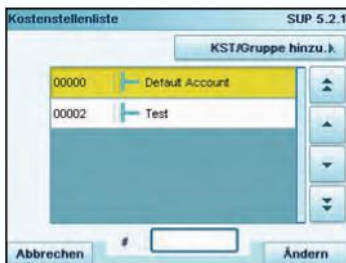 Kostenstellenliste SUP 5.2.1
KST/Gruppe hinzu.
00000 Default Account
00002 Test
#
Abbrechen Ändern